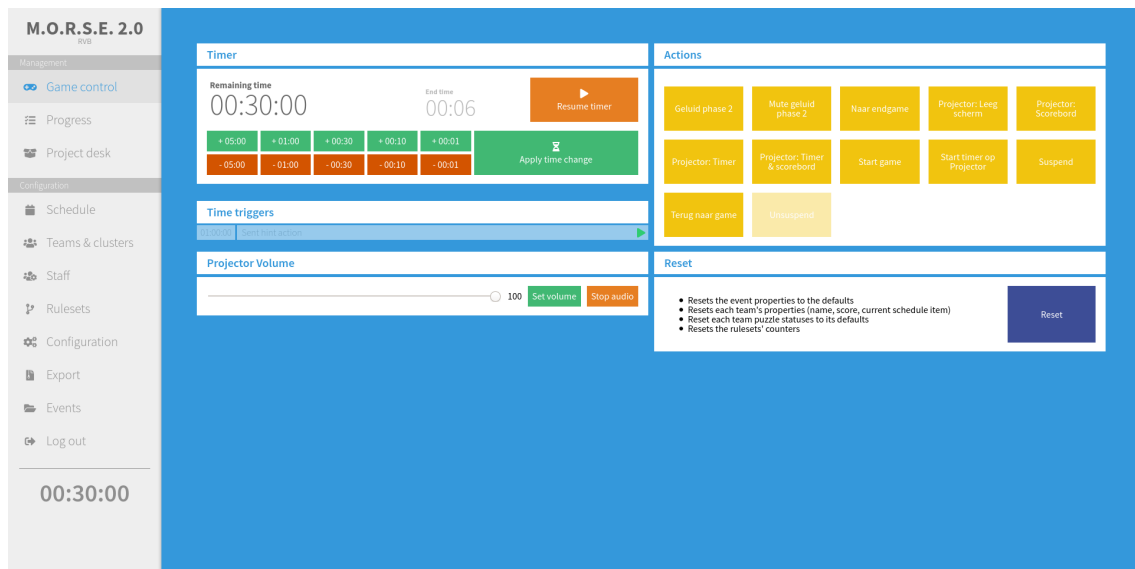 M.O.R.S.E. 2.0
RVB
Management
Game control
Progress
Project desk
Configuration
Schedule
Teams & clusters
Staff
Rulesets
Configuration
Export
Events
Log out
00:30:00
Timer
Remaining time
00:30:00
End time
00:06
Resume timer
+ 05:00
+ 01:00
+ 00:30
+ 00:10
+ 00:01
- 05:00
- 01:00
- 00:30
- 00:10
- 00:01
Apply time change
Time triggers
01:00:00 Send hint action
Projector Volume
100
Set volume
Stop audio
Actions
Geluid phase 2
Mute geluid
phase 2
Naar endgame
Projector: Leeg
scherm
Projector:
Scorebord
Projector: Timer
Projector: Timer
& scorebord
Start game
Start timer op
Projector
Suspend
Terug naar game
Unsuspend
Reset
Resets the event properties to the defaults
Resets each team's properties (name, score, current schedule item)
Reset each team puzzle statuses to its defaults
Resets the rulesets' counters
Reset